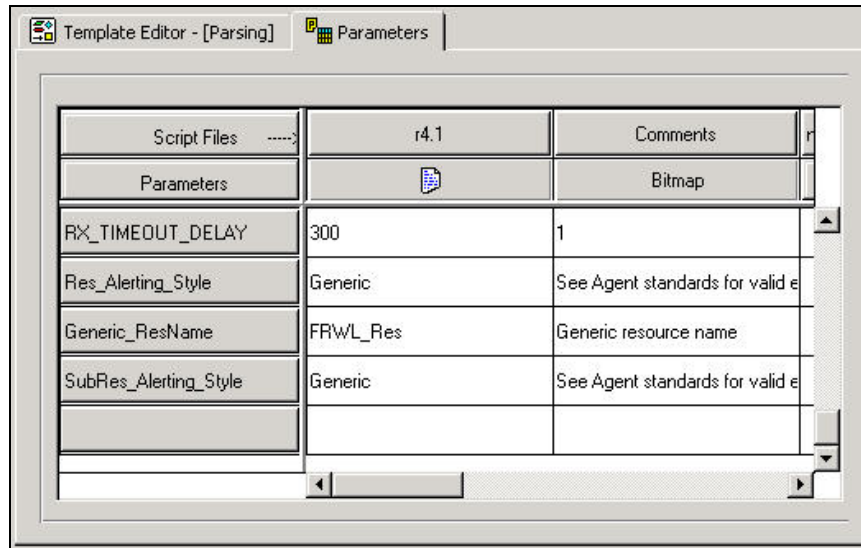 Template Editor - [Parsing] Parameters
Script Files -----> r4.1 Comments
Parameters Bitmap
RX_TIMEOUT_DELAY 300 1
Res_Alerting_Style Generic See Agent standards for valid e
Generic_ResName FRWL_Res Generic resource name
SubRes_Alerting_Style Generic See Agent standards for valid e